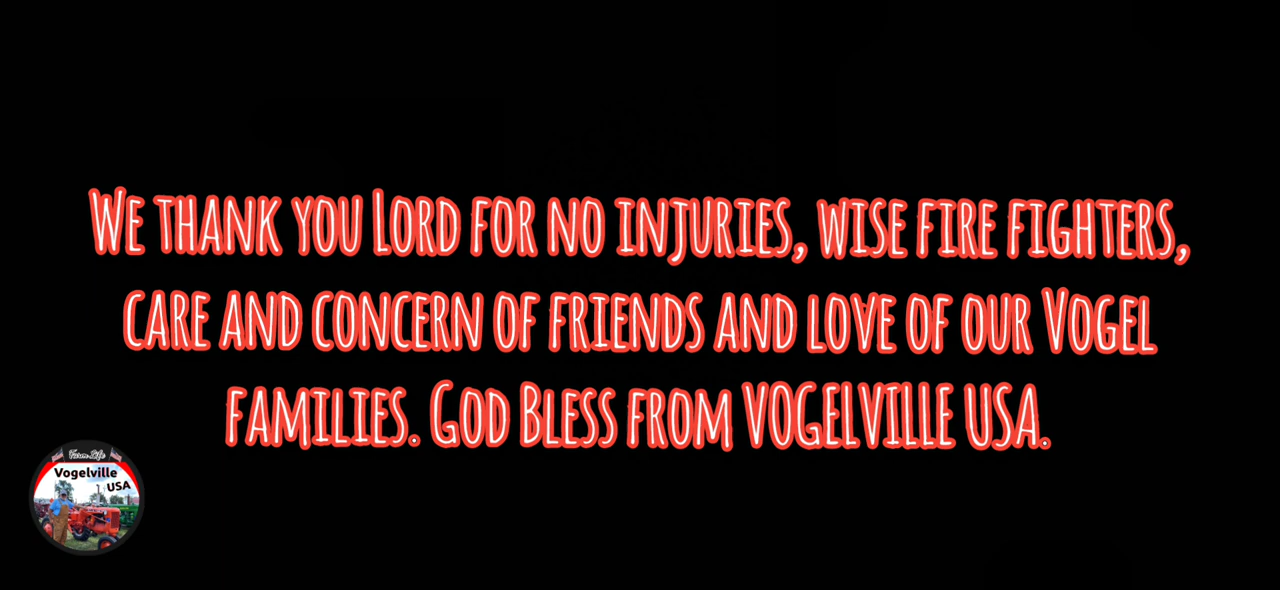 We thank you Lord for no injuries, wise fire fighters,
care and concern of friends and love of our Vogel
families. God Bless from VOGELVILLE USA.
Farm Life
Vogelville
USA